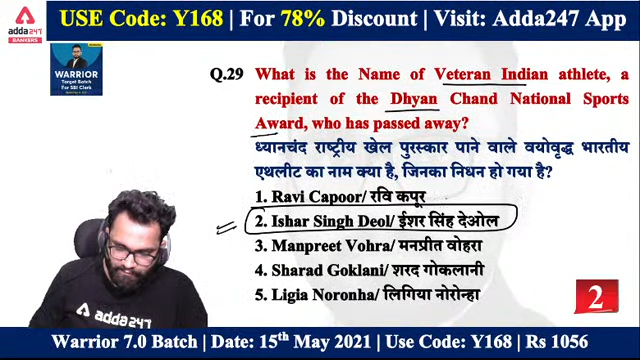 USE Code: Y168 | For 78% Discount | Visit: Adda247 App
adda247
BANKERS
WARRIOR
Target Batch
For SBI Clerk
Q.29 What is the Name of Veteran Indian athlete, a
recipient of the Dhyan Chand National Sports
Award, who has passed away?
ध्यानचंद राष्ट्रीय खेल पुरस्कार पाने वाले वयोवृद्ध भारतीय
एथलीट का नाम क्या है, जिनका निधन हो गया है?
1. Ravi Capoor/ रवि कपूर
2. Ishar Singh Deol/ ईशर सिंह देओल
3. Manpreet Vohra/ मनप्रीत वोहरा
4. Sharad Goklani/ शरद गोकलानी
5. Ligia Noronha/ लिगिया नोरोन्हा
2
adda247
Warrior 7.0 Batch | Date: 15th May 2021 | Use Code: Y168 | Rs 1056